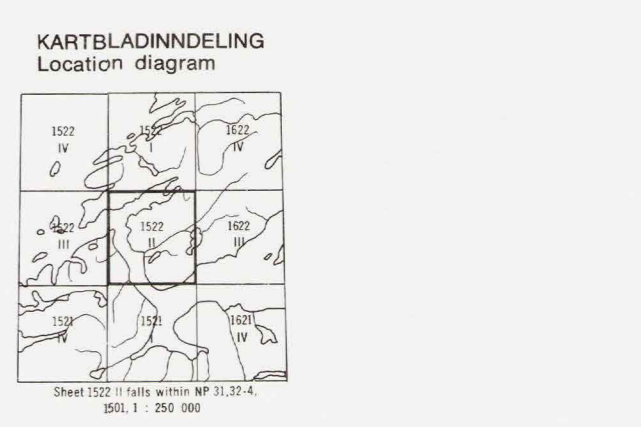 KARTBLADINNDELING
Location diagram
1522 1522 1622
IV I IV
1522 1522 1622
III II III
1521 1521 1621
IV I IV
Sheet 1522 II falls within NP 31,32-4,
1501, 1 : 250 000